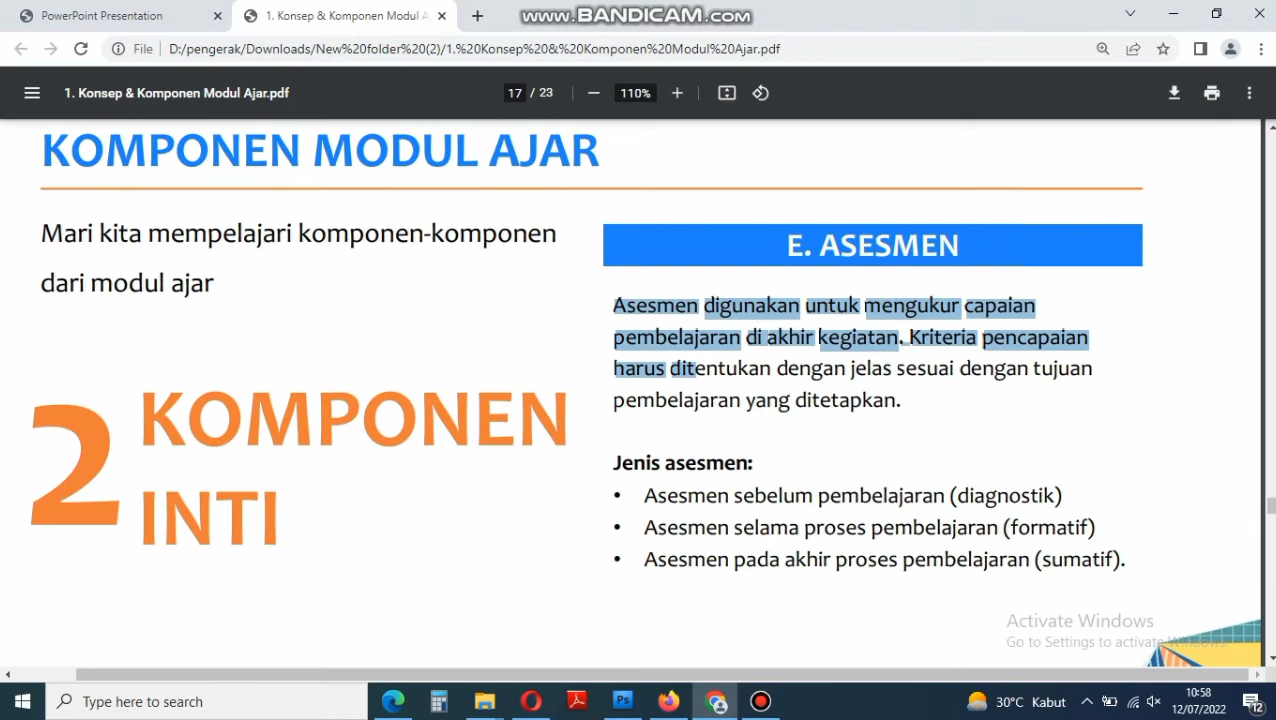 PowerPoint Presentation
1. Konsep & Komponen Modul A
www.BANDICAM.com
File
D:/pengerak/Downloads/New%20folder%20(2)/1.%20Konsep%20&%20Komponen%20Modul%20Ajar.pdf
1. Konsep & Komponen Modul Ajar.pdf
17 / 23
110%
KOMPONEN MODUL AJAR
Mari kita mempelajari komponen-komponen
dari modul ajar
2 KOMPONEN
INTI
E. ASESMEN
Asesmen digunakan untuk mengukur capaian
pembelajaran di akhir kegiatan. Kriteria pencapaian
harus ditentukan dengan jelas sesuai dengan tujuan
pembelajaran yang ditetapkan.
Jenis asesmen:
• Asesmen sebelum pembelajaran (diagnostik)
• Asesmen selama proses pembelajaran (formatif)
• Asesmen pada akhir proses pembelajaran (sumatif).
Activate Windows
Go to Settings to activate Windows.
Type here to search
Ps
30°C Kabut
10:58
12/07/2022
12